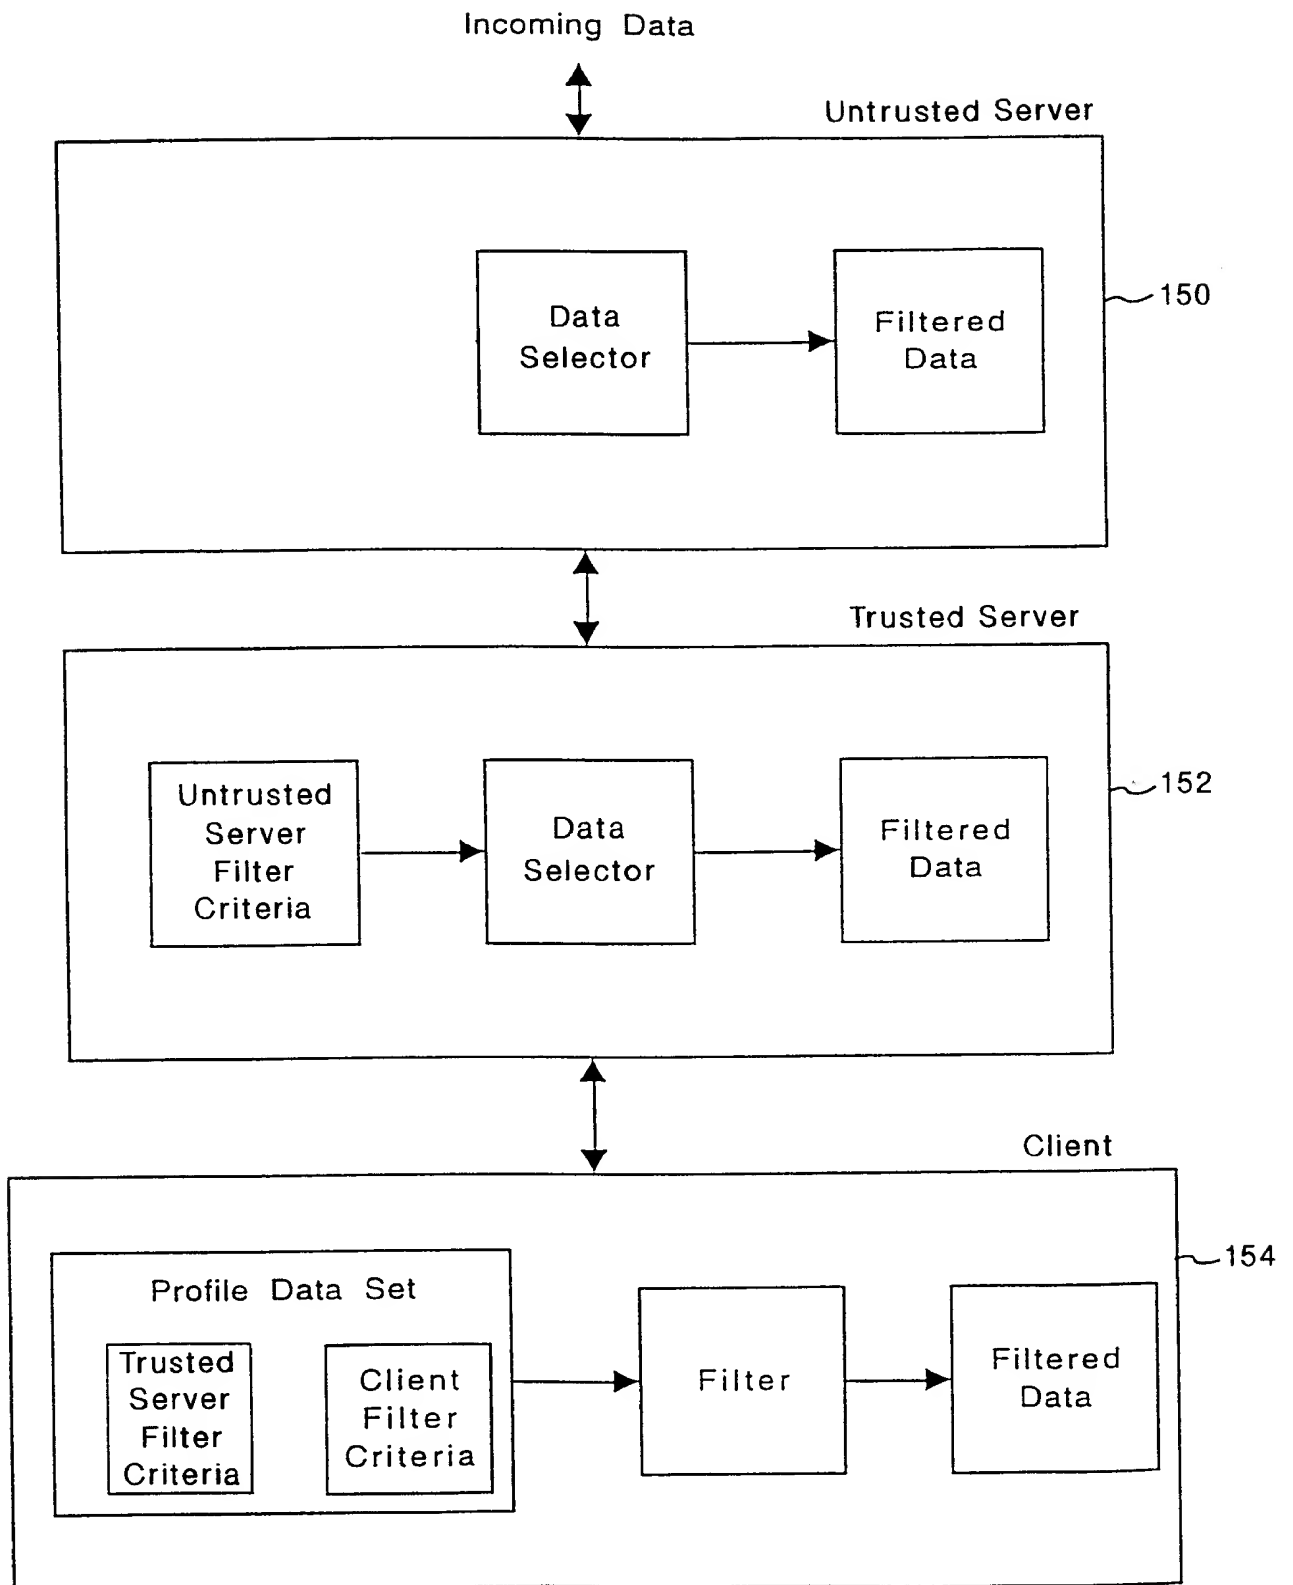 Incoming Data
Untrusted Server
Data
Selector
Filtered
Data
150
Trusted Server
Untrusted
Server
Filter
Criteria
Data
Selector
Filtered
Data
152
Client
Profile Data Set
Trusted
Server
Filter
Criteria
Client
Filter
Criteria
Filter
Filtered
Data
154